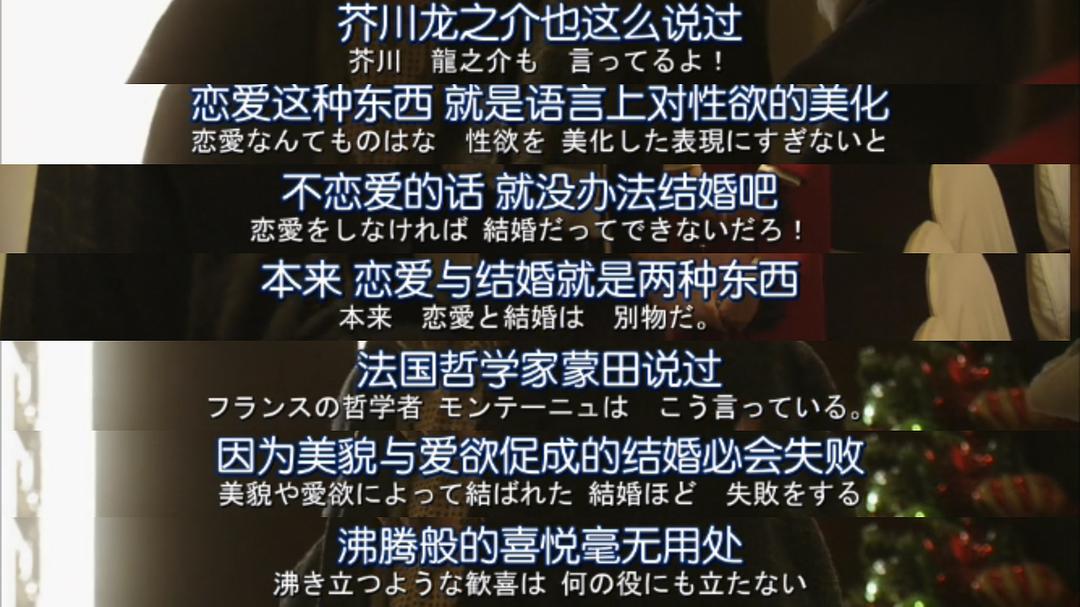 芥川龙之介也这么说过
芥川　龍之介も　言ってるよ！
恋爱这种东西 就是语言上对性欲的美化
恋愛なんてものはな　性欲を 美化した表現にすぎないと
不恋爱的话 就没办法结婚吧
恋愛をしなければ 結婚だってできないだろ！
本来 恋爱与结婚就是两种东西
本来　恋愛と結婚は　別物だ。
法国哲学家蒙田说过
フランスの哲学者 モンテーニュは　こう言っている。
因为美貌与爱欲促成的结婚必会失败
美貌や愛欲によって結ばれた 結婚ほど　失敗をする
沸腾般的喜悦毫无用处
沸き立つような歓喜は 何の役にも立たない